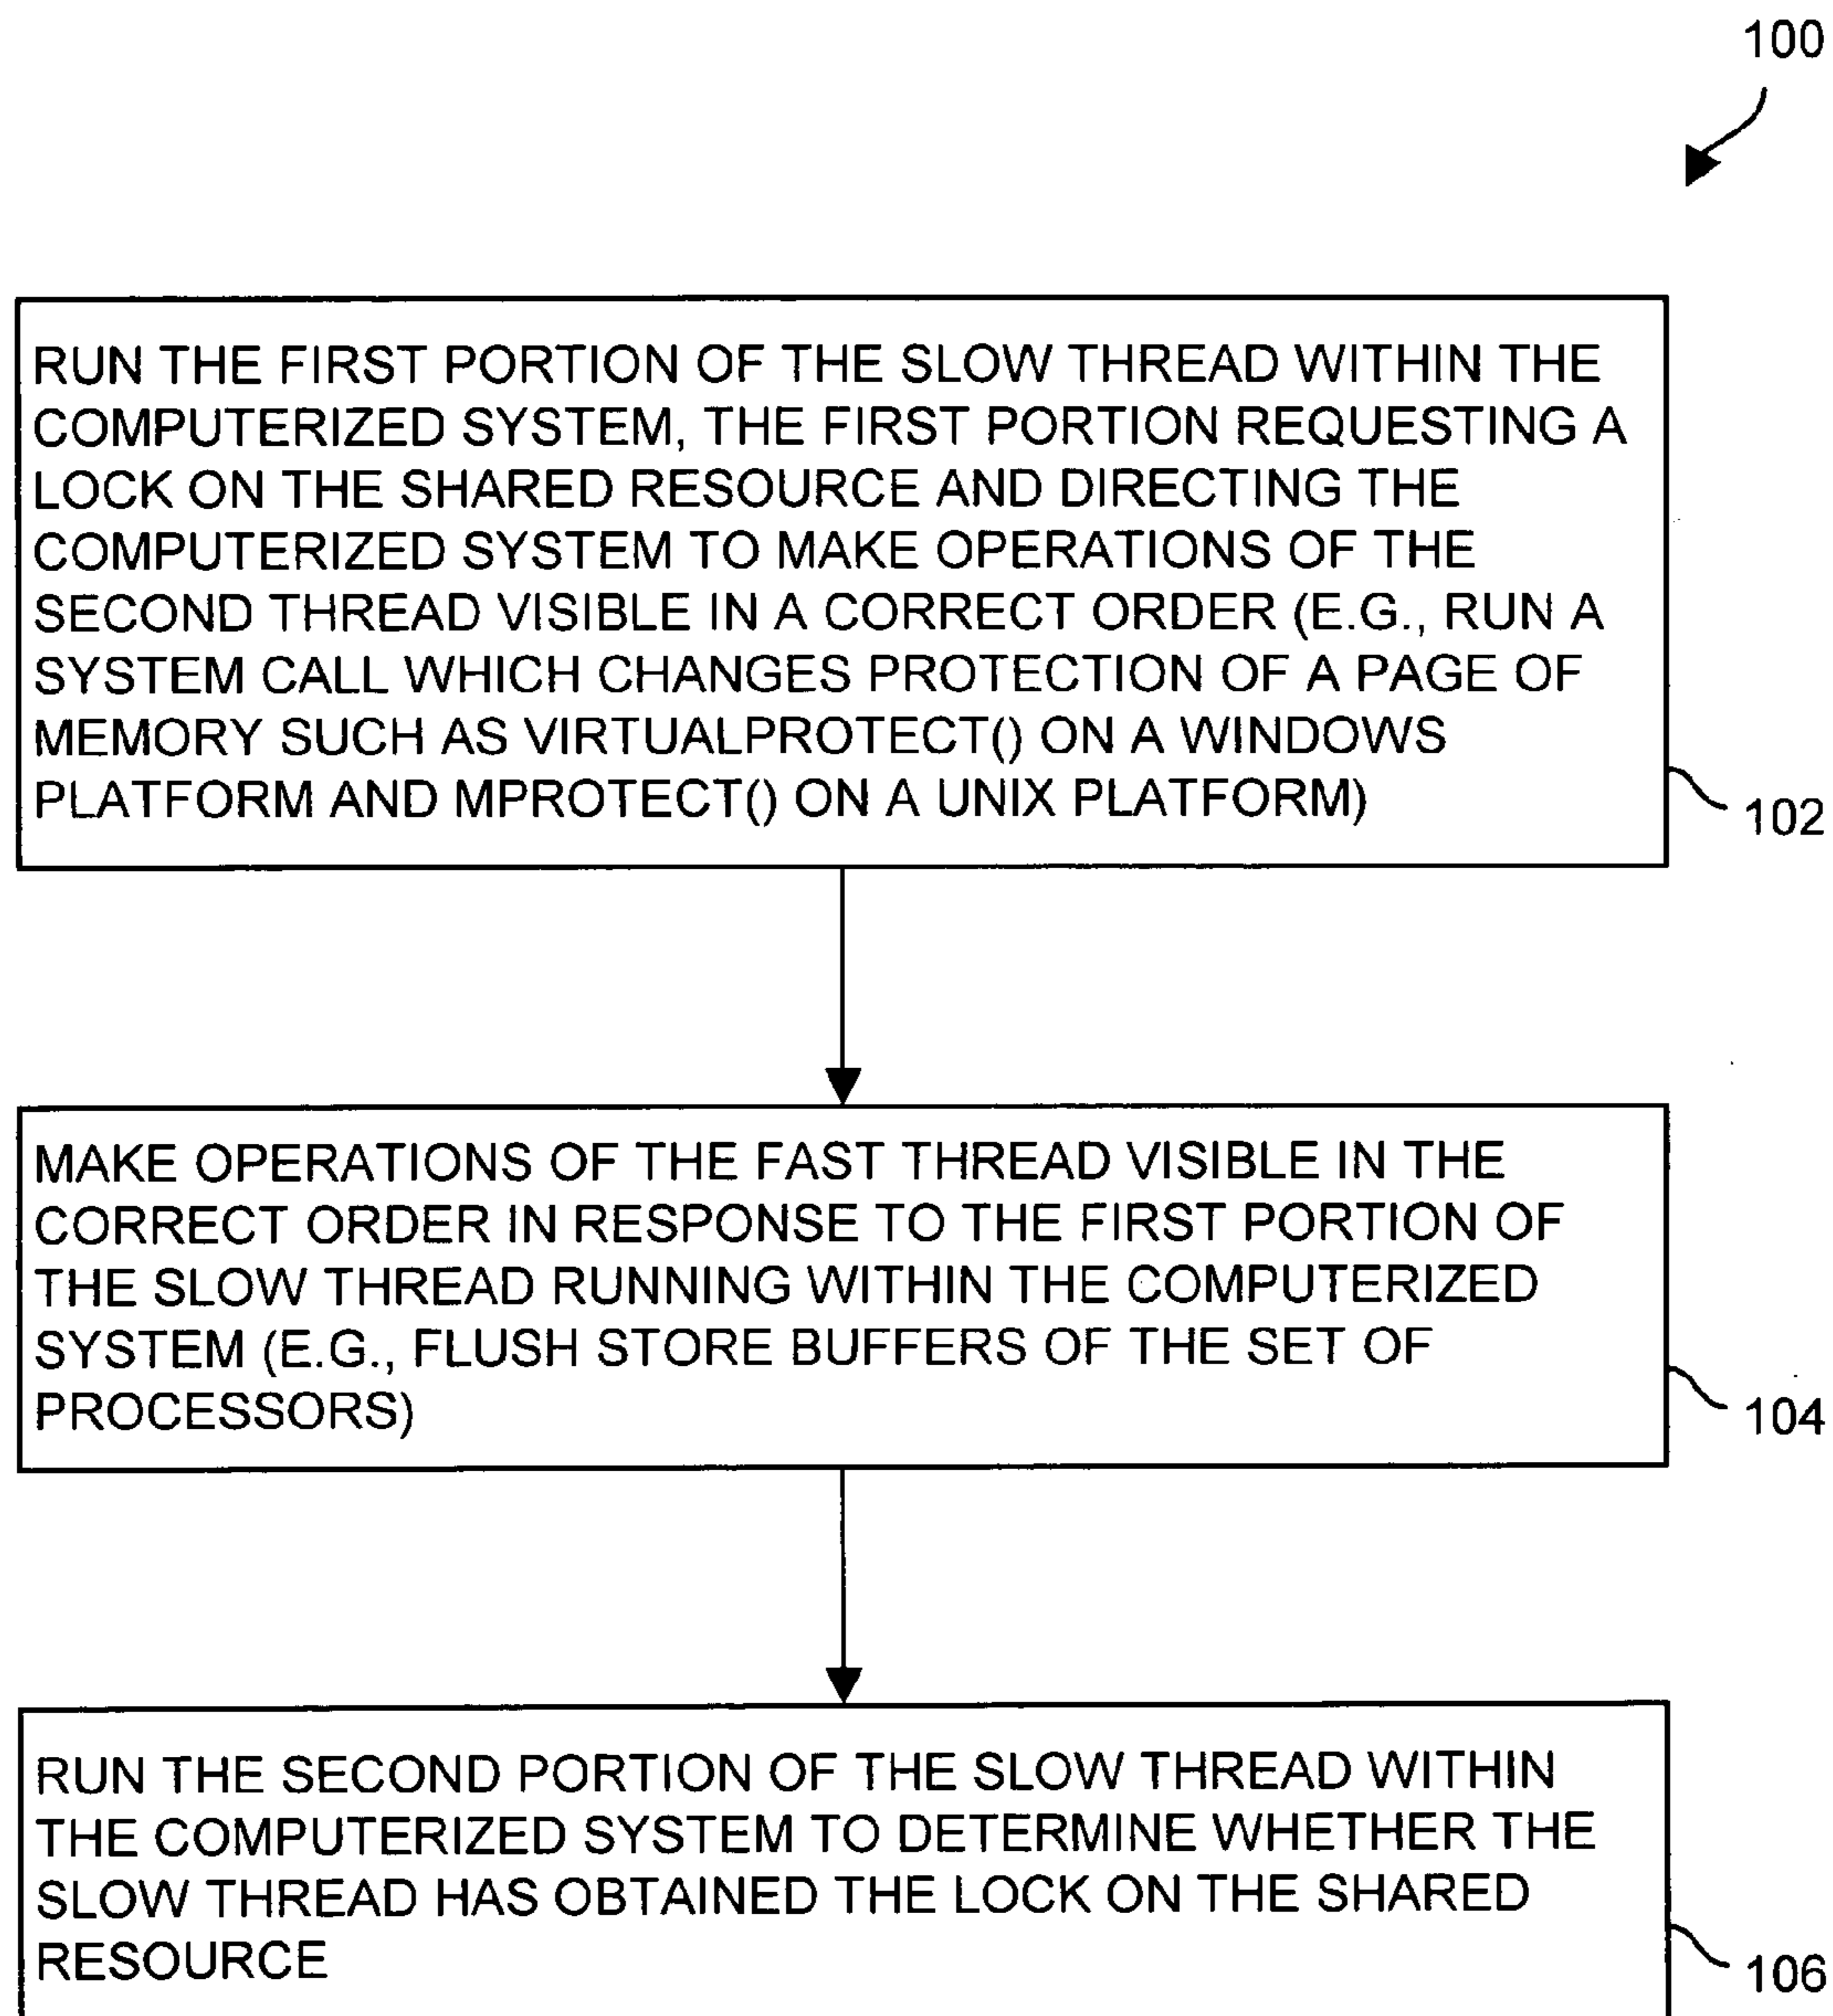 100
RUN THE FIRST PORTION OF THE SLOW THREAD WITHIN THE
COMPUTERIZED SYSTEM, THE FIRST PORTION REQUESTING A
LOCK ON THE SHARED RESOURCE AND DIRECTING THE
COMPUTERIZED SYSTEM TO MAKE OPERATIONS OF THE
SECOND THREAD VISIBLE IN A CORRECT ORDER (E.G., RUN A
SYSTEM CALL WHICH CHANGES PROTECTION OF A PAGE OF
MEMORY SUCH AS VIRTUALPROTECT() ON A WINDOWS
PLATFORM AND MPROTECT() ON A UNIX PLATFORM)
102
MAKE OPERATIONS OF THE FAST THREAD VISIBLE IN THE
CORRECT ORDER IN RESPONSE TO THE FIRST PORTION OF
THE SLOW THREAD RUNNING WITHIN THE COMPUTERIZED
SYSTEM (E.G., FLUSH STORE BUFFERS OF THE SET OF
PROCESSORS)
104
RUN THE SECOND PORTION OF THE SLOW THREAD WITHIN
THE COMPUTERIZED SYSTEM TO DETERMINE WHETHER THE
SLOW THREAD HAS OBTAINED THE LOCK ON THE SHARED
RESOURCE
106